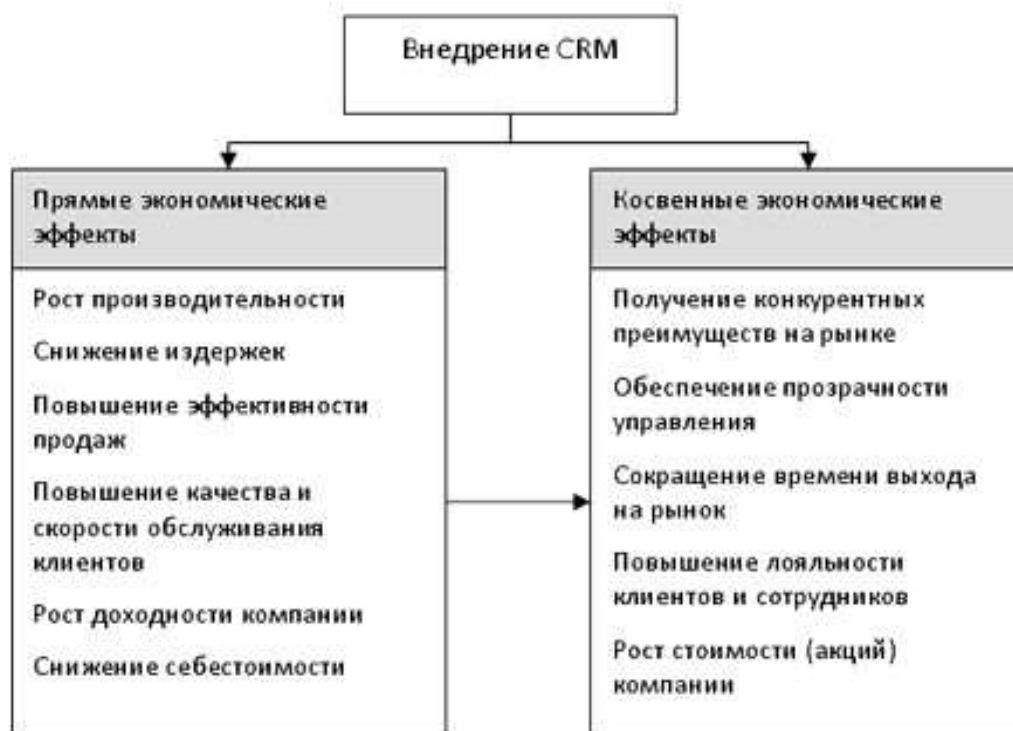 Внедрение CRM
Прямые экономические
эффекты
Рост производительности
Снижение издержек
Повышение эффективности
продаж
Повышение качества и
скорости обслуживания
клиентов
Рост доходности компании
Снижение себестоимости
Косвенные экономические
эффекты
Получение конкурентных
преимуществ на рынке
Обеспечение прозрачности
управления
Сокращение времени выхода
на рынок
Повышение лояльности
клиентов и сотрудников
Рост стоимости (акций)
компании